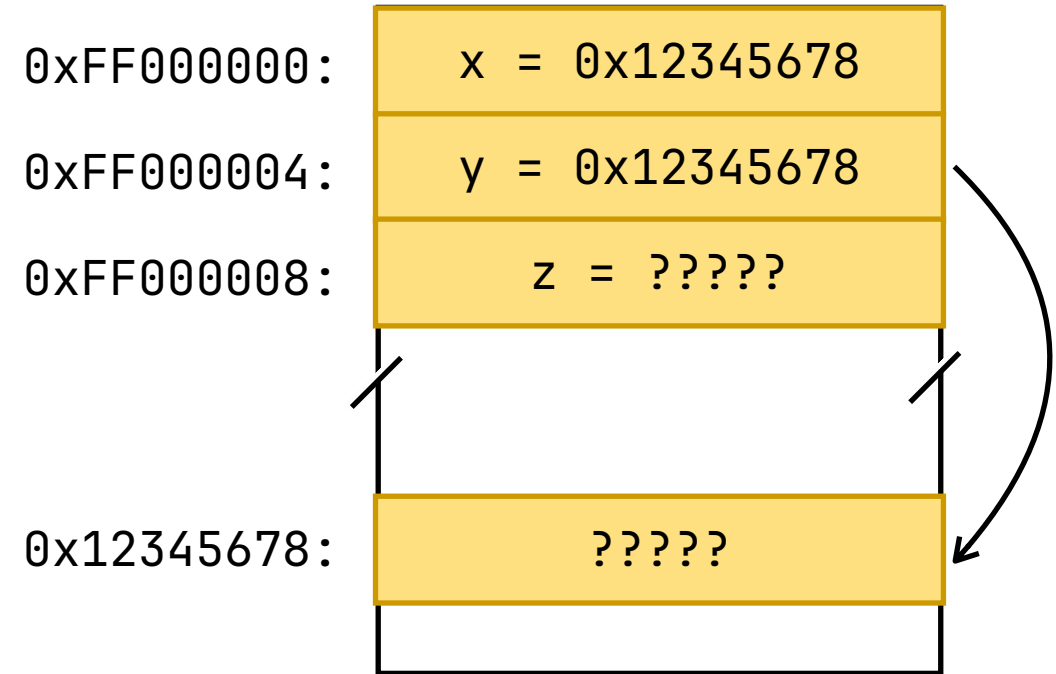 0xFF000000: x = 0x12345678
0xFF000004: y = 0x12345678
0xFF000008: z = ?????
0x12345678: ?????